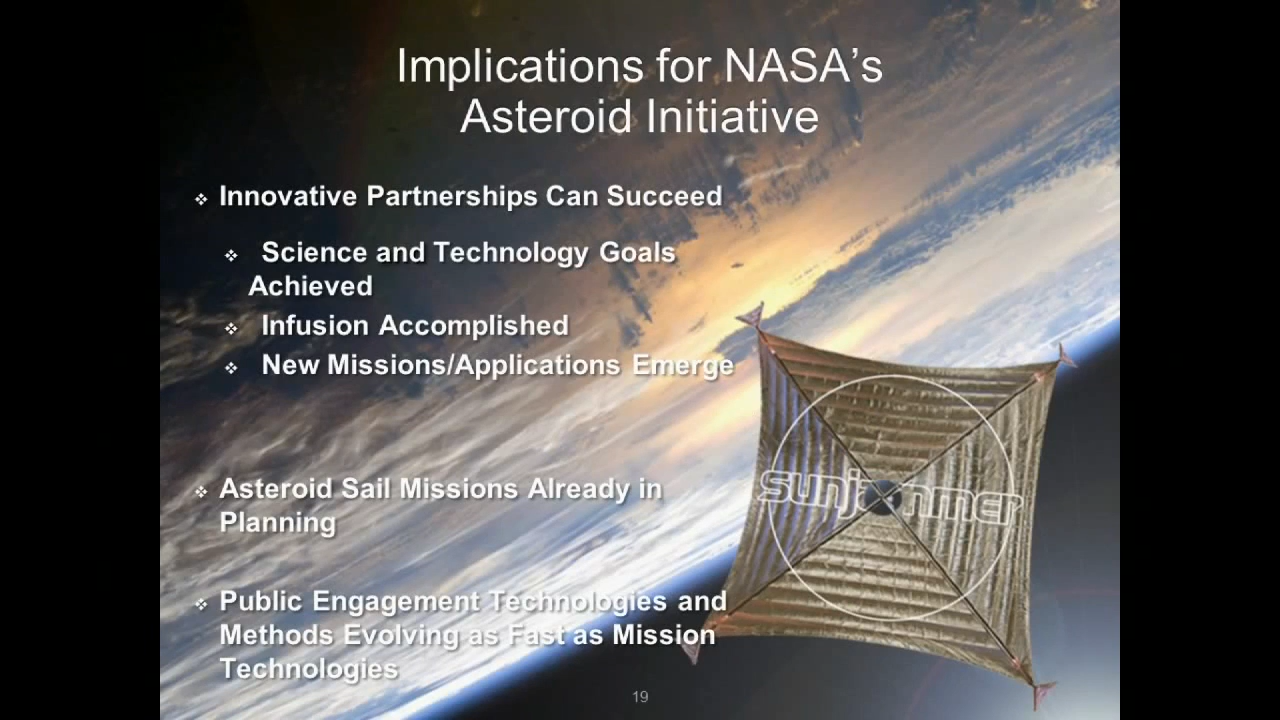 Implications for NASA's
Asteroid Initiative
Innovative Partnerships Can Succeed
Science and Technology Goals
Achieved
Infusion Accomplished
New Missions/Applications Emerge
Asteroid Sail Missions Already in
Planning
Public Engagement Technologies and
Methods Evolving as Fast as Mission
Technologies
sunjammer
19